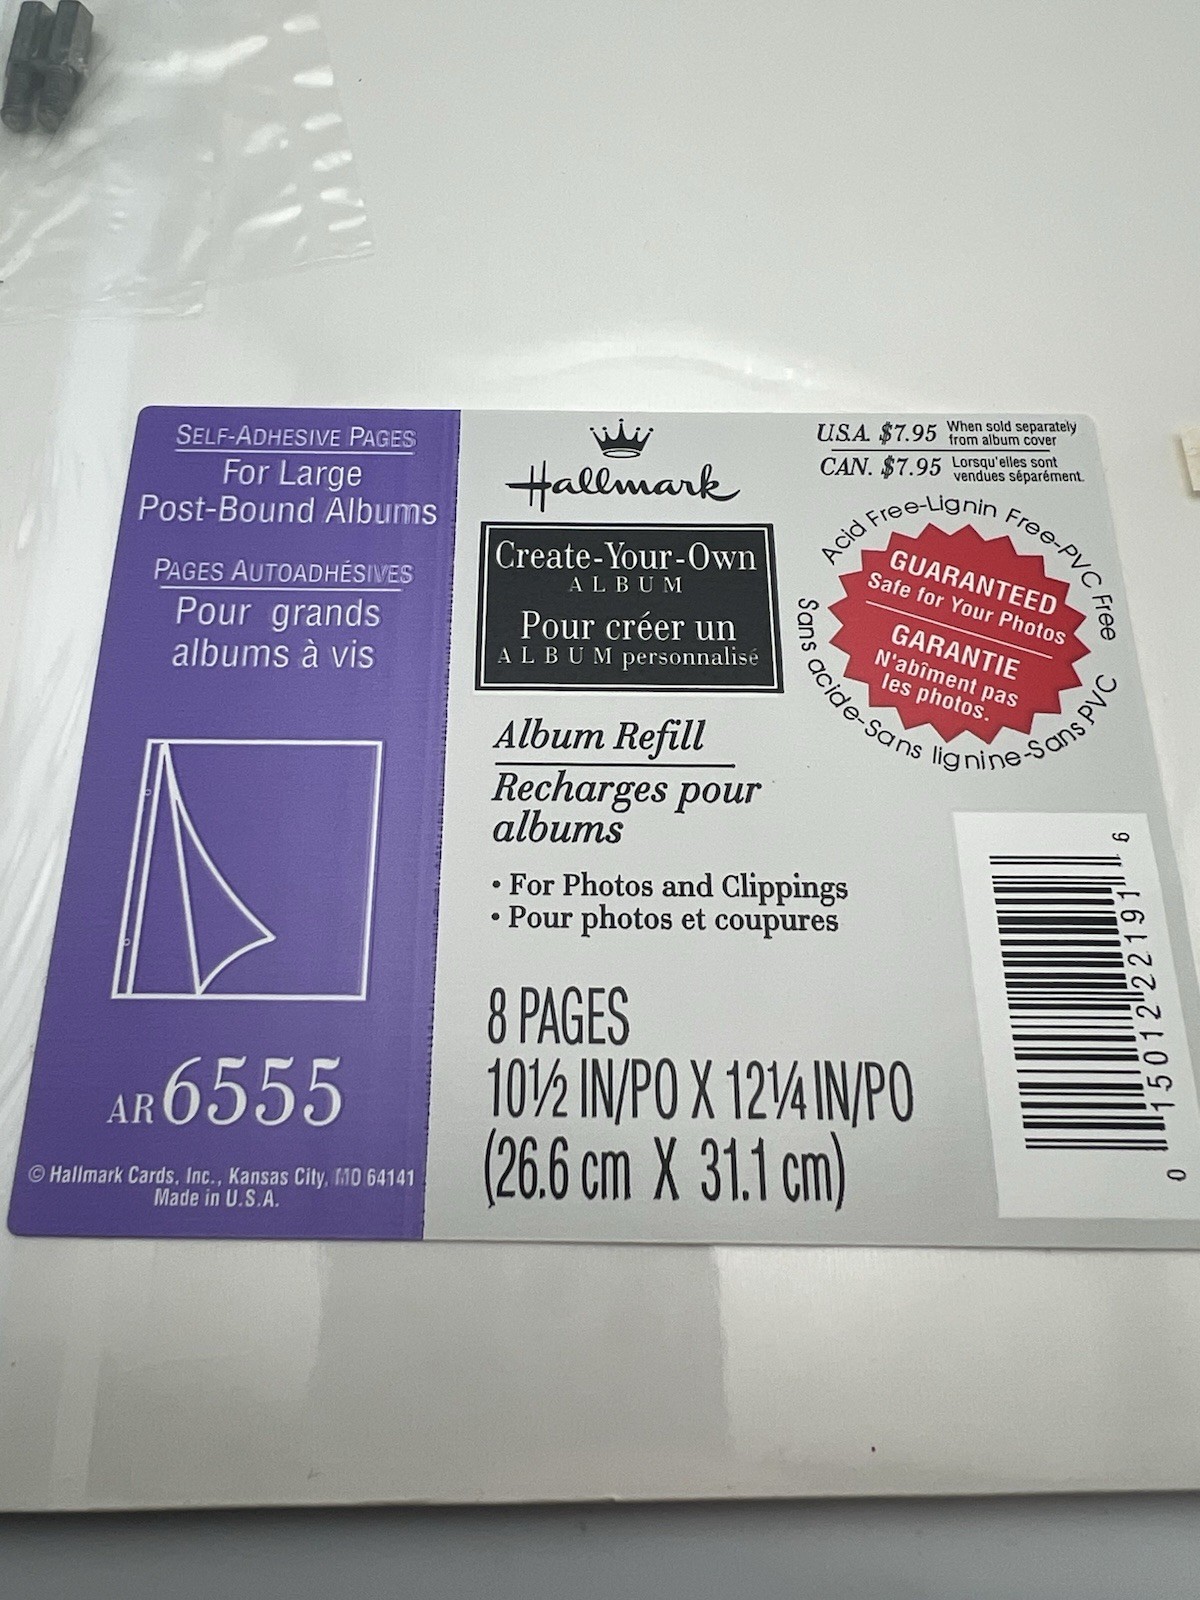 SELF-ADHESIVE PAGES
For Large
Post-Bound Albums
PAGES AUTOADHÉSIVES
Pour grands
albums à vis
AR 6555
© Hallmark Cards, Inc., Kansas City, MO 64141
Made in U.S.A.
Hallmark
Create-Your-Own
ALBUM
Pour créer un
ALBUM personnalisé
Album Refill
Recharges pour
albums
• For Photos and Clippings
• Pour photos et coupures
8 PAGES
10½ IN/PO X 12¼ IN/PO
(26.6 cm X 31.1 cm)
U.S.A. $7.95 When sold separately
from album cover
CAN. $7.95 Lorsqu'elles sont
vendues séparément.
Acid Free-Lignin Free-PVC Free
GUARANTEED
Safe for Your Photos
GARANTIE
N'abîment pas
les photos.
Sans acide-Sans lignine-Sans PVC
0 15012 22191 6